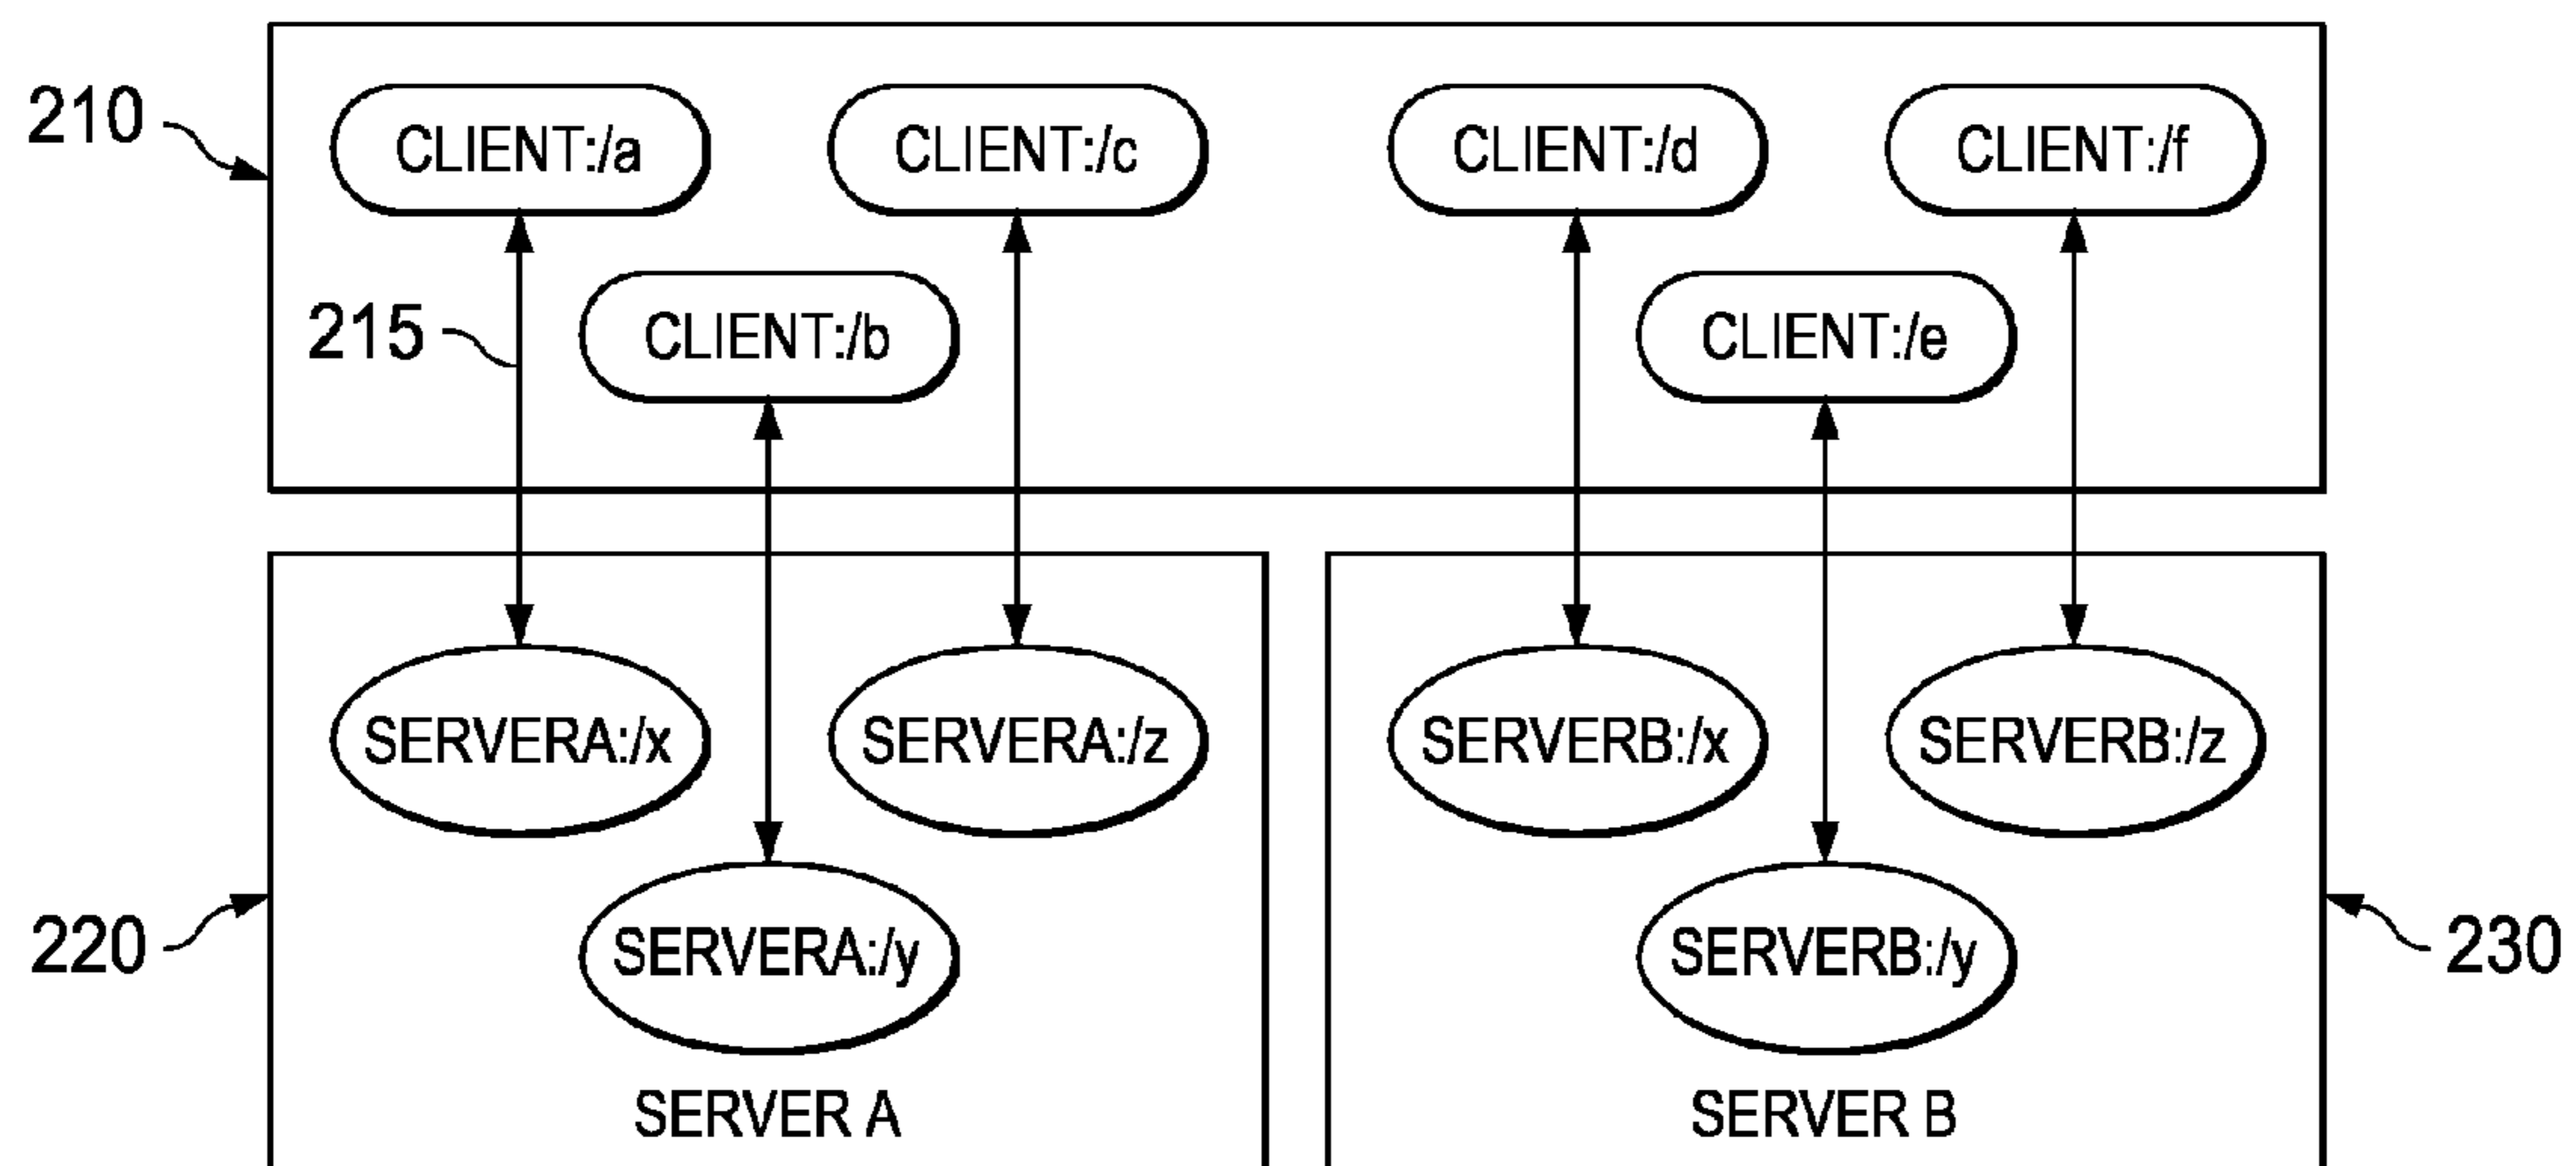 210
CLIENT:/a
CLIENT:/c
CLIENT:/d
CLIENT:/f
215
CLIENT:/b
CLIENT:/e
SERVERA:/x
SERVERA:/z
SERVERB:/x
SERVERB:/z
220
SERVERA:/y
SERVERB:/y
230
SERVER A
SERVER B